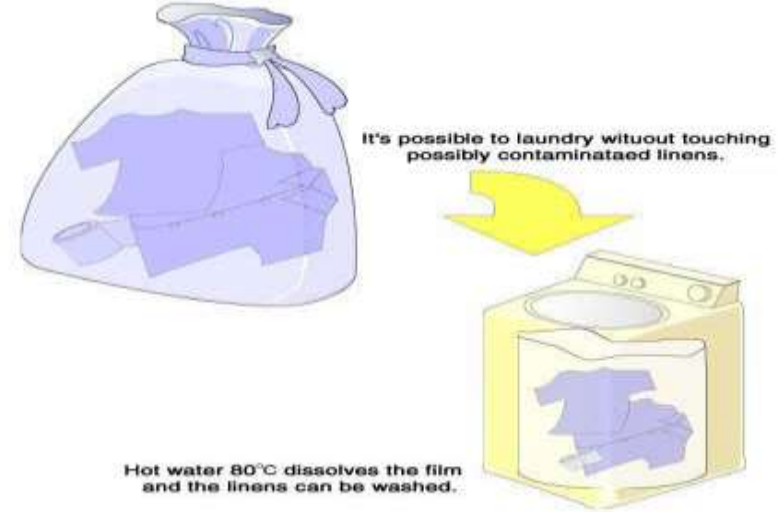 It's possible to laundry wituout touching
possibly contaminataed linens.
Hot water 80°C dissolves the film
and the linens can be washed.